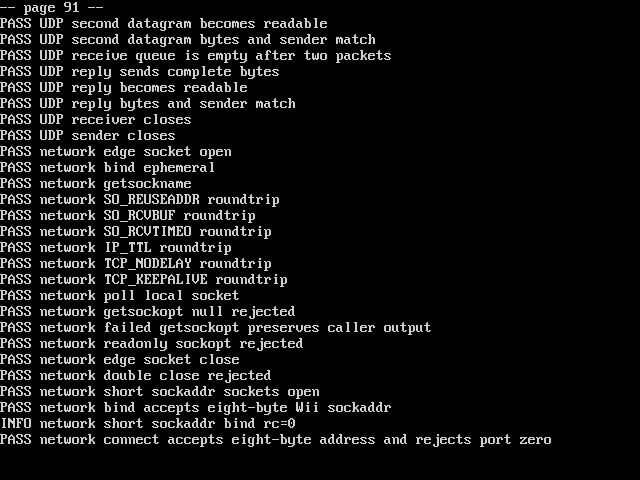 -- page 91 --
PASS UDP second datagram becomes readable
PASS UDP second datagram bytes and sender match
PASS UDP receive queue is empty after two packets
PASS UDP reply sends complete bytes
PASS UDP reply becomes readable
PASS UDP reply bytes and sender match
PASS UDP receiver closes
PASS UDP sender closes
PASS network edge socket open
PASS network bind ephemeral
PASS network getsockname
PASS network SO_REUSEADDR roundtrip
PASS network SO_RCVBUF roundtrip
PASS network SO_RCVTIMEO roundtrip
PASS network IP_TTL roundtrip
PASS network TCP_NODELAY roundtrip
PASS network TCP_KEEPALIVE roundtrip
PASS network poll local socket
PASS network getsockopt null rejected
PASS network failed getsockopt preserves caller output
PASS network readonly sockopt rejected
PASS network edge socket close
PASS network double close rejected
PASS network short sockaddr sockets open
PASS network bind accepts eight-byte Wii sockaddr
INFO network short sockaddr bind rc=0
PASS network connect accepts eight-byte address and rejects port zero